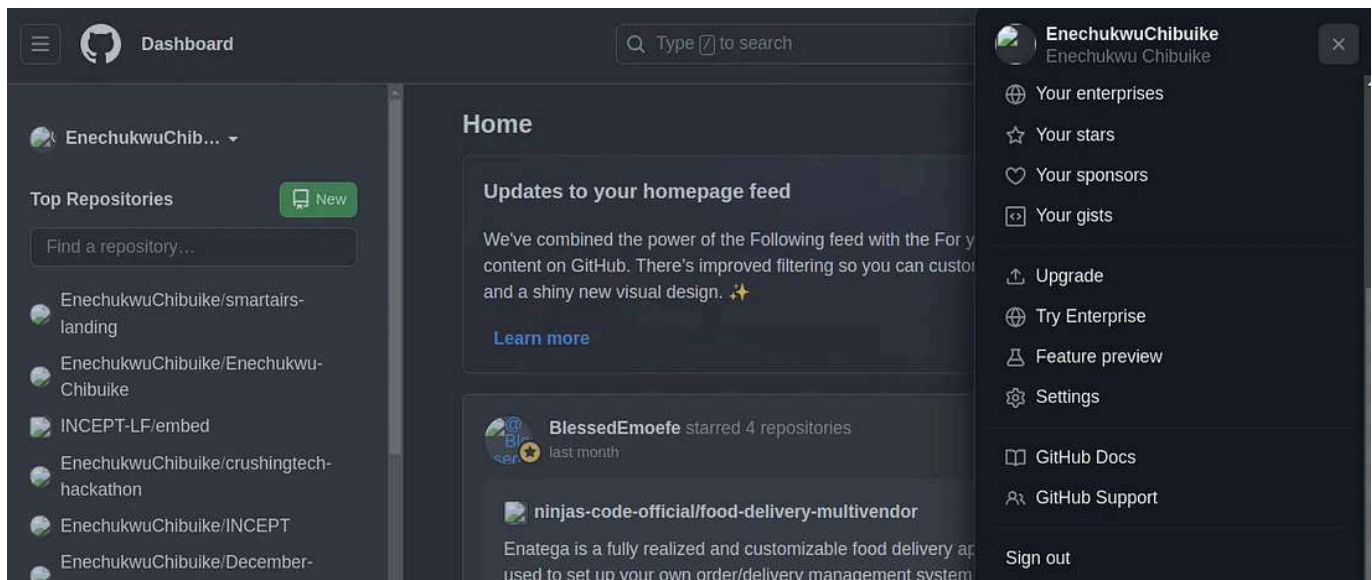 Dashboard
Type / to search
EnechukwuChib...
Top Repositories
New
Find a repository...
EnechukwuChibuike/smartairs-
landing
EnechukwuChibuike/Enechukwu-
Chibuike
INCEPT-LF/embed
EnechukwuChibuike/crushingtech-
hackathon
EnechukwuChibuike/INCEPT
EnechukwuChibuike/December-
Home
Updates to your homepage feed
We've combined the power of the Following feed with the For y
content on GitHub. There's improved filtering so you can custo
and a shiny new visual design. ✨
Learn more
@
Ble
sec
BlessedEmoefe starred 4 repositories
last month
ninjas-code-official/food-delivery-multivendor
Enatega is a fully realized and customizable food delivery ap
used to set up your own order/delivery management system
EnechukwuChibuike
Enechukwu Chibuike
Your enterprises
Your stars
Your sponsors
Your gists
Upgrade
Try Enterprise
Feature preview
Settings
GitHub Docs
GitHub Support
Sign out